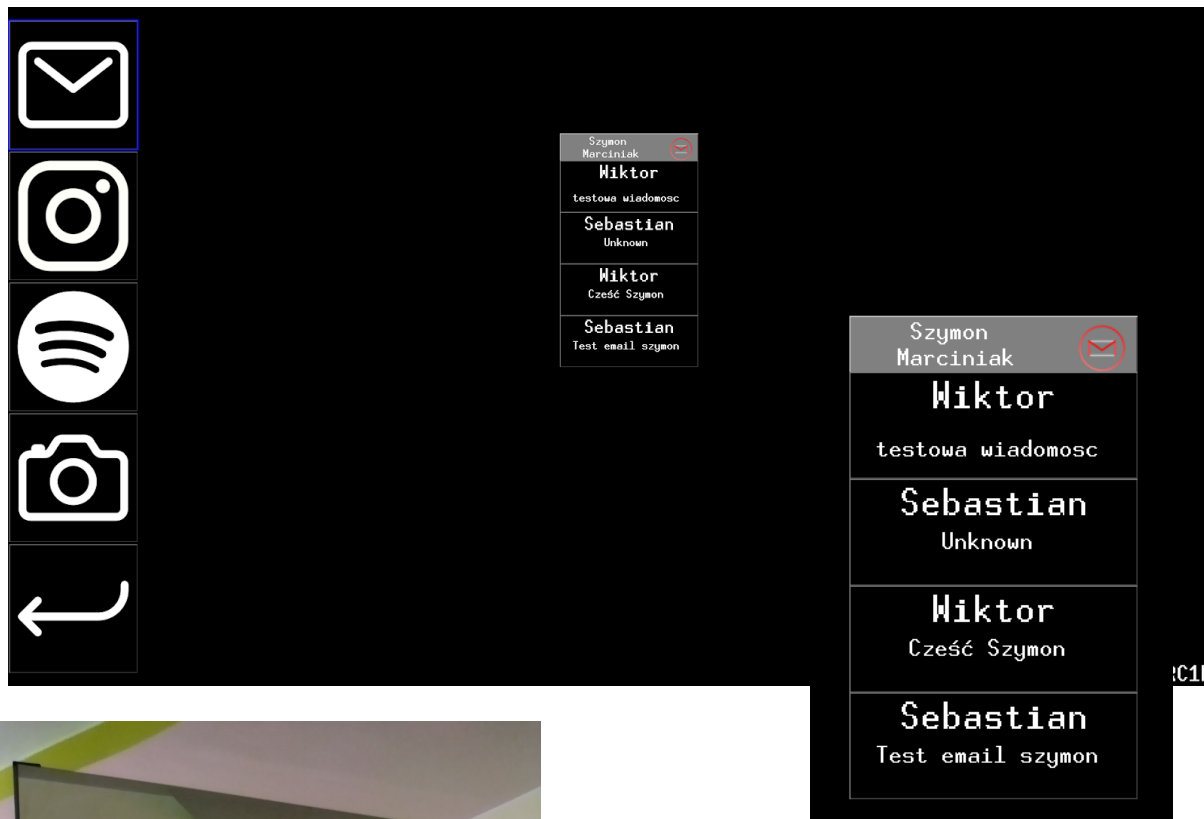 Szymon
Marciniak
Wiktor
testowa wiadomosc
Sebastian
Unknown
Wiktor
Cześć Szymon
Sebastian
Test email szymon
Szymon
Marciniak
Wiktor
testowa wiadomosc
Sebastian
Unknown
Wiktor
Cześć Szymon
Sebastian
Test email szymon